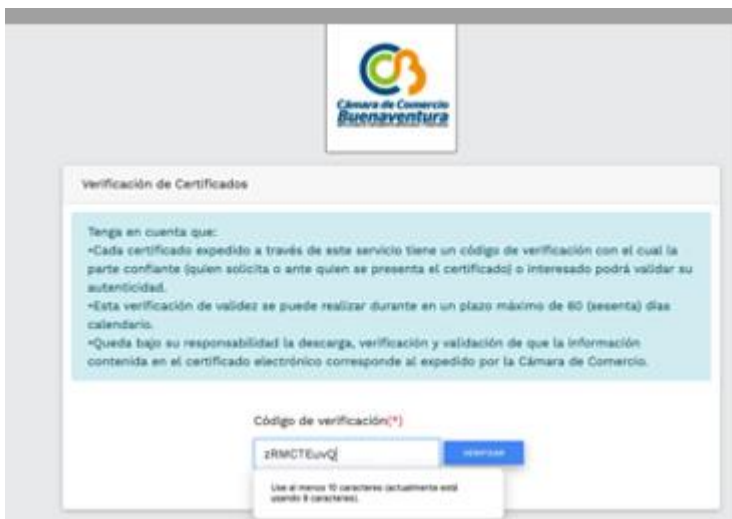 Cámara de Comercio
Buenaventura
Verificación de Certificados
Tenga en cuenta que:
•Cada certificado expedido a través de este servicio tiene un código de verificación con el cual la
parte confiante (quien solicita o ante quien se presenta el certificado) o interesado podrá validar su
autenticidad.
•Esta verificación de validez se puede realizar durante en un plazo máximo de 60 (sesenta) días
calendario.
•Queda bajo su responsabilidad la descarga, verificación y validación de que la información
contenida en el certificado electrónico corresponde al expedido por la Cámara de Comercio.
Código de verificación(*)
zRMCTEuvQ
VERIFICAR
Use al menos 10 caracteres (actualmente está
usando 9 caracteres).